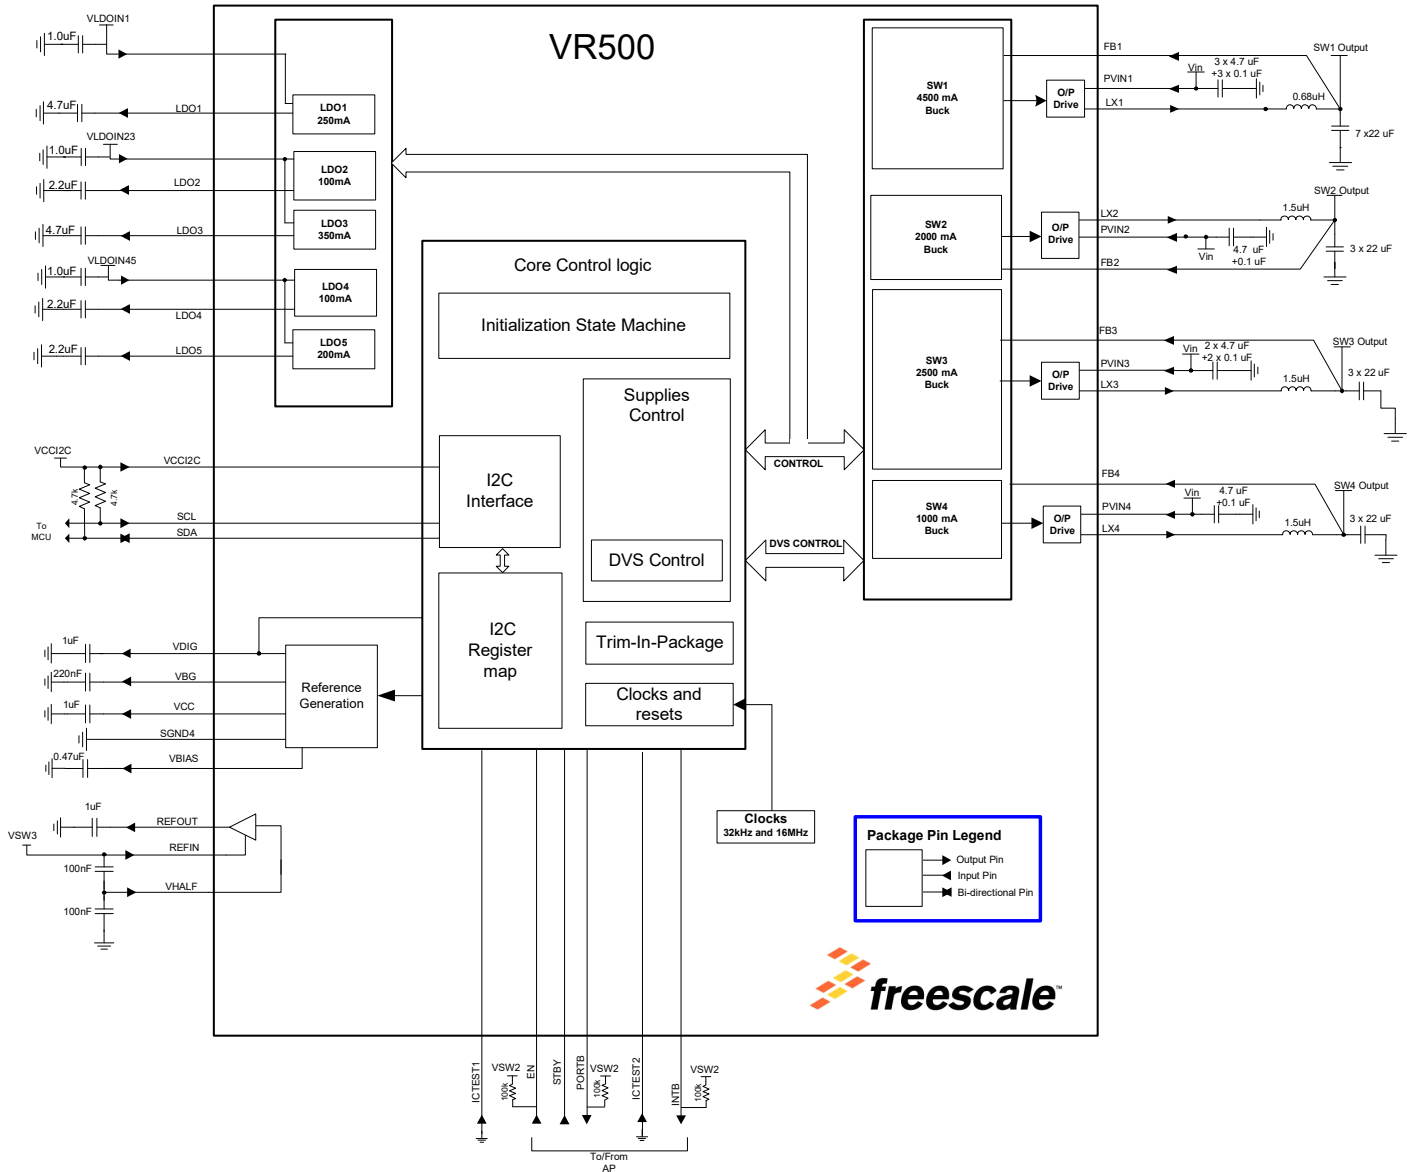 VR500
VLDOIN1
1.0uF
4.7uF
LDO1
VLDOIN23
1.0uF
2.2uF
LDO2
4.7uF
LDO3
VLDOIN45
1.0uF
2.2uF
LDO4
2.2uF
LDO5
LDO1
250mA
LDO2
100mA
LDO3
350mA
LDO4
100mA
LDO5
200mA
Core Control logic
Initialization State Machine
Supplies
Control
DVS Control
I2C
Interface
I2C
Register
map
Trim-In-Package
Clocks and
resets
CONTROL
DVS CONTROL
SW1
4500 mA
Buck
SW2
2000 mA
Buck
SW3
2500 mA
Buck
SW4
1000 mA
Buck
O/P
Drive
O/P
Drive
O/P
Drive
O/P
Drive
FB1
PVIN1
LX1
Vin
3 x 4.7 uF
+3 x 0.1 uF
0.68uH
SW1 Output
7 x22 uF
LX2
PVIN2
FB2
Vin
4.7 uF
+0.1 uF
1.5uH
SW2 Output
3 x 22 uF
FB3
PVIN3
LX3
Vin
2 x 4.7 uF
+2 x 0.1 uF
1.5uH
SW3 Output
3 x 22 uF
FB4
PVIN4
LX4
Vin
4.7 uF
+0.1 uF
1.5uH
SW4 Output
3 x 22 uF
VCCI2C
VCCI2C
4.7k
4.7k
To
MCU
SCL
SDA
1uF
VDIG
220nF
VBG
1uF
VCC
SGND4
0.47uF
VBIAS
Reference
Generation
1uF
REFOUT
VSW3
REFIN
100nF
VHALF
100nF
Clocks
32kHz and 16MHz
Package Pin Legend
Output Pin
Input Pin
Bi-directional Pin
freescale™
ICTEST1
VSW2
100k
EN
STBY
PORTB
VSW2
100k
ICTEST2
INTB
VSW2
100k
To/From
AP